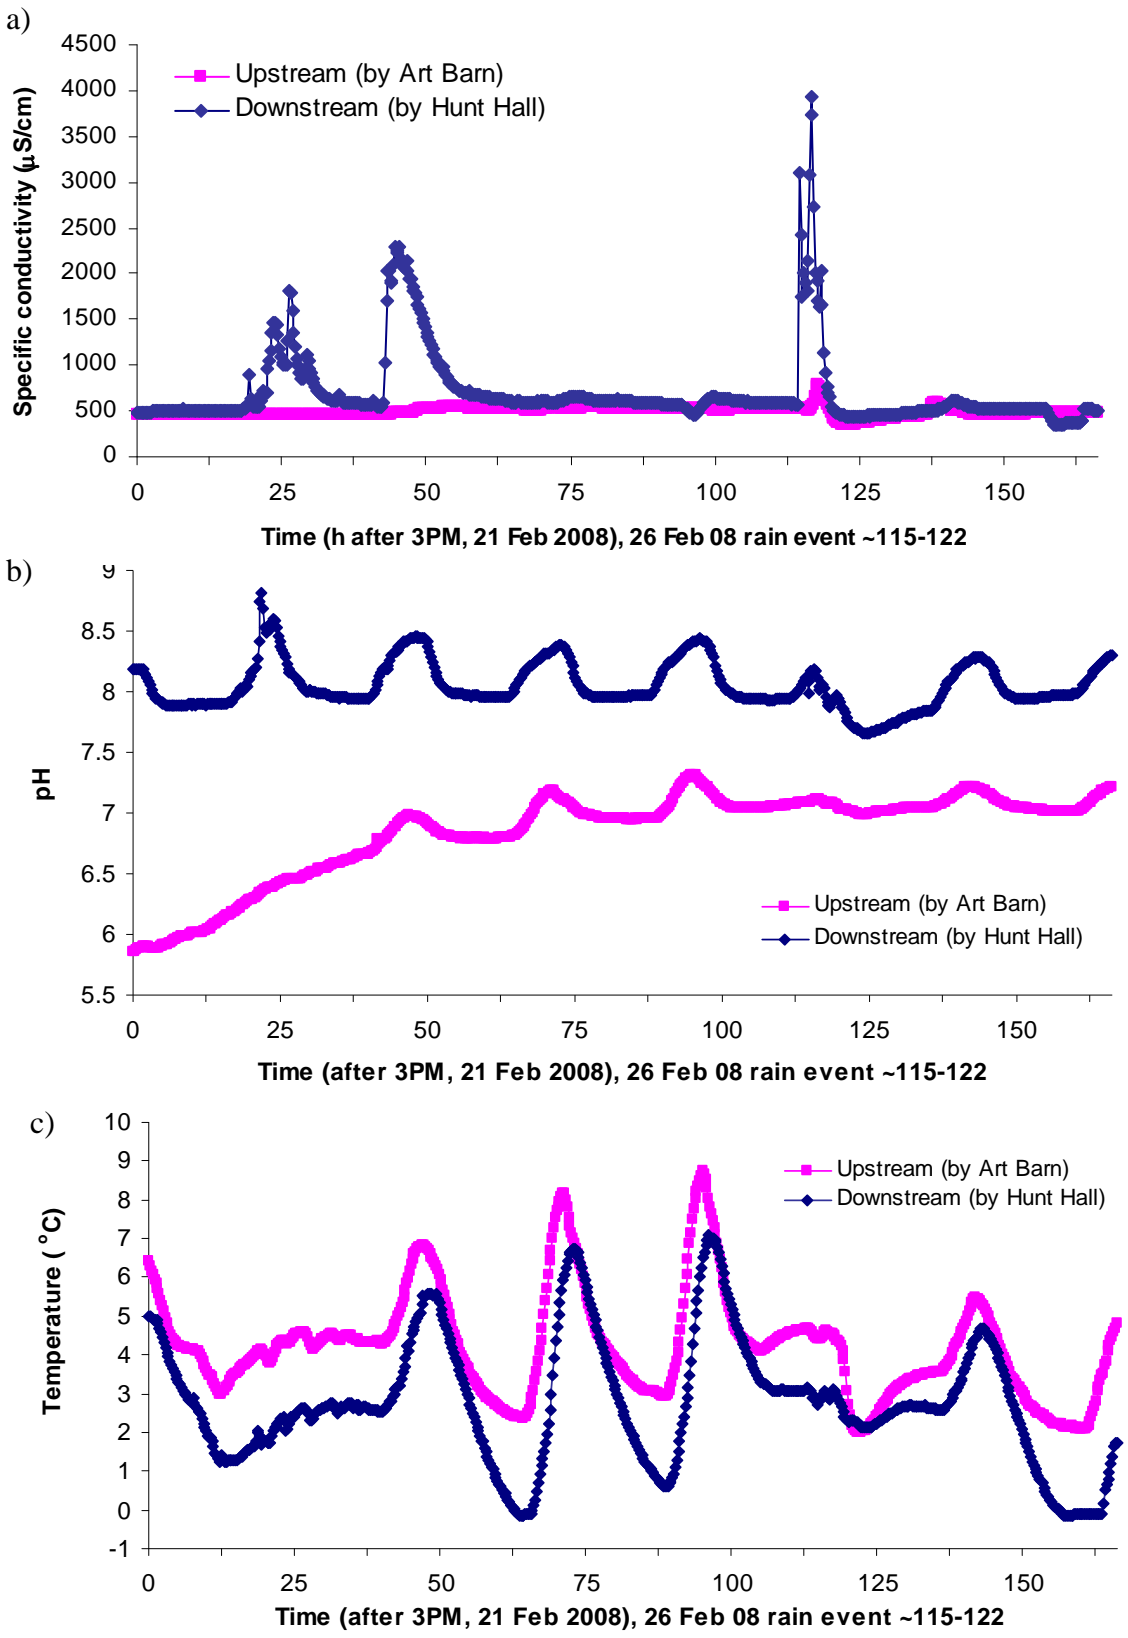 a)
4500
4000
3500
3000
2500
2000
1500
1000
500
0
Specific conductivity (µS/cm)
Upstream (by Art Barn)
Downstream (by Hunt Hall)
0 25 50 75 100 125 150
Time (h after 3PM, 21 Feb 2008), 26 Feb 08 rain event ~115-122
b)
9
8.5
8
7.5
7
6.5
6
5.5
pH
Upstream (by Art Barn)
Downstream (by Hunt Hall)
0 25 50 75 100 125 150
Time (after 3PM, 21 Feb 2008), 26 Feb 08 rain event ~115-122
c)
10
9
8
7
6
5
4
3
2
1
0
-1
Temperature ( °C)
Upstream (by Art Barn)
Downstream (by Hunt Hall)
0 25 50 75 100 125 150
Time (after 3PM, 21 Feb 2008), 26 Feb 08 rain event ~115-122